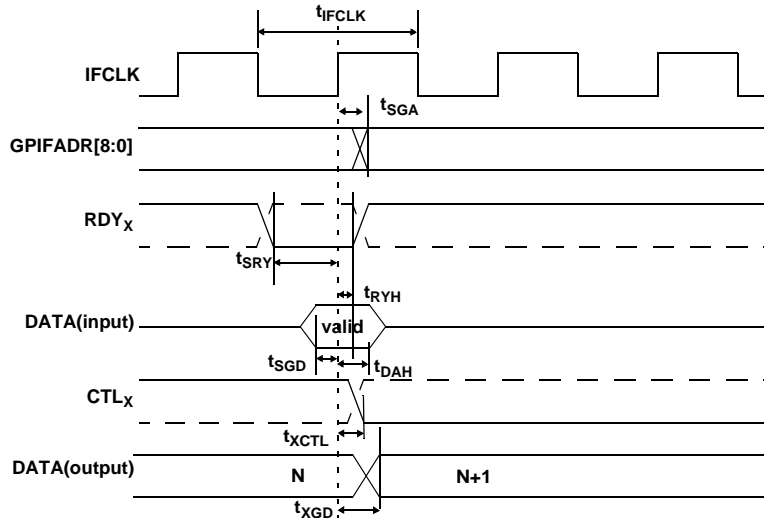 tIFCLK
IFCLK
tSGA
GPIFADR[8:0]
RDYX
tSRY
tRYH
DATA(input)
valid
tSGD
tDAH
CTLX
tXCTL
DATA(output)
N
N+1
tXGD